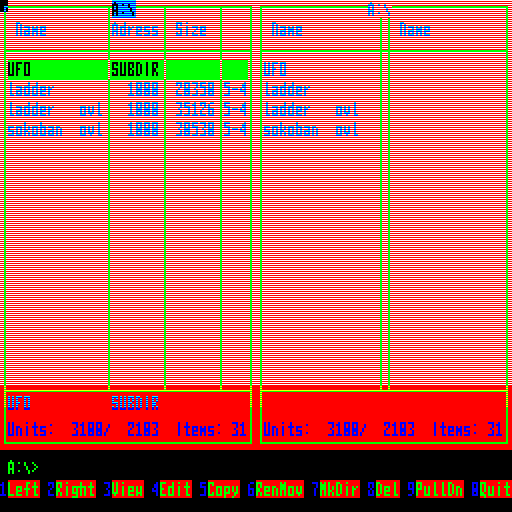 A:\ A:\
Name Adress Size Name Name
UFO SUBDIR UFO
ladder 1000 20350 5-4 ladder
ladder ovl 1000 35126 5-4 ladder ovl
sokoban ovl 1000 30530 5-4 sokoban ovl
UFO SUBDIR
Units: 3100/ 2103 Items: 31 Units: 3100/ 2103 Items: 31
A:\>
1Left 2Right 3View 4Edit 5Copy 6RenMov 7MkDir 8Del 9PullDn 0Quit